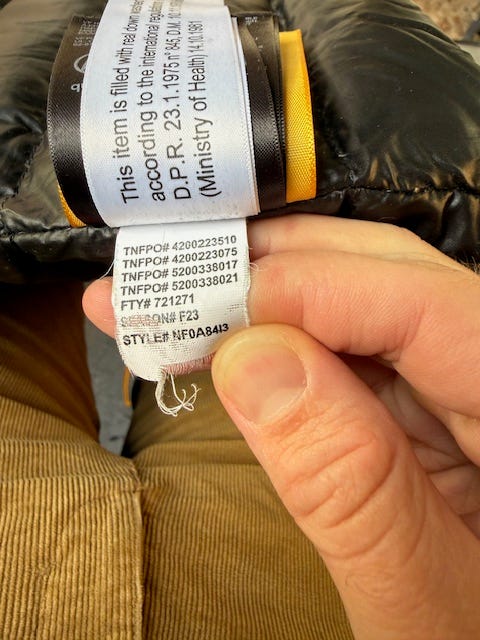 This item is filled with real down
according to the international
D.P.R. 23.1.1975 n° 845, D.M. 10.
(Ministry of Health) 14.10.1981
TNFPO# 4200223510
TNFPO# 4200223075
TNFPO# 5200338017
TNFPO# 5200338021
FTY# 721271
SEASON# F23
STYLE# NF0A84I3